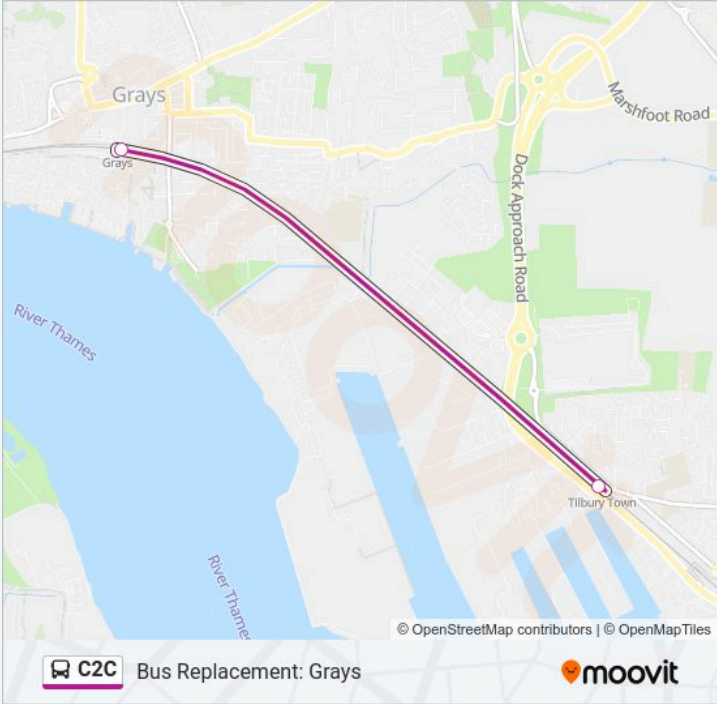 Grays
Marshfoot Road
Grays
Dock Approach Road
River Thames
Tilbury Town
River Thames
© OpenStreetMap contributors | © OpenMapTiles
C2C Bus Replacement: Grays
moovit